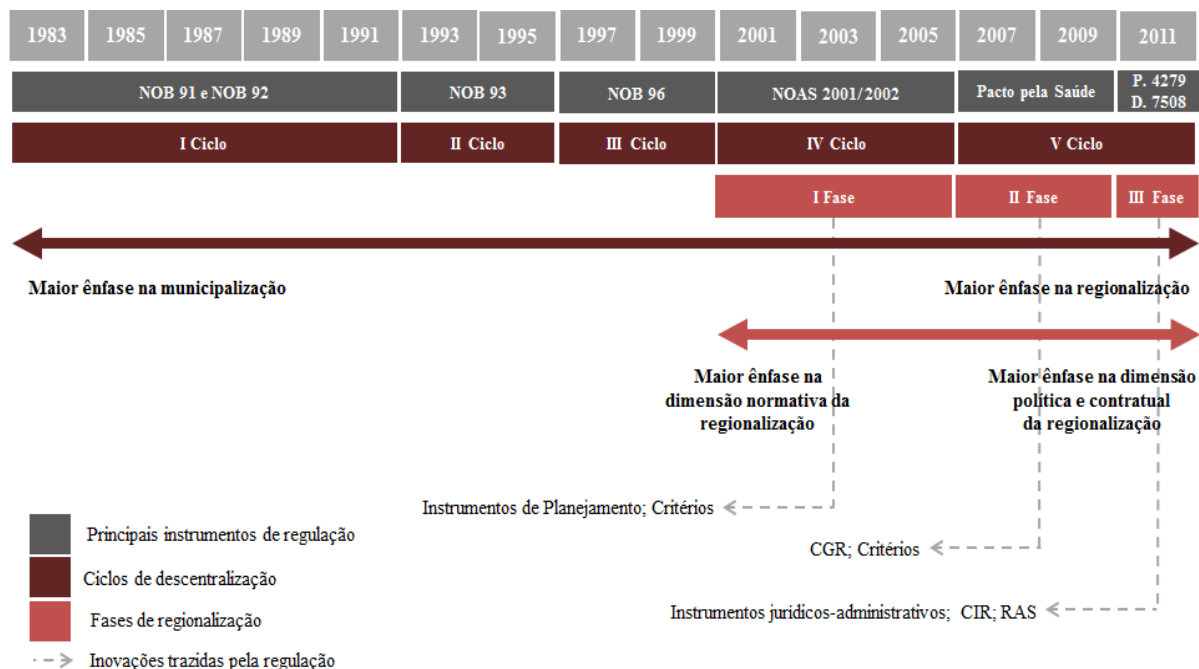 1983 1985 1987 1989 1991 1993 1995 1997 1999 2001 2003 2005 2007 2009 2011
NOB 91 e NOB 92 NOB 93 NOB 96 NOAS 2001/2002 Pacto pela Saúde P. 4279
D. 7508
I Ciclo II Ciclo III Ciclo IV Ciclo V Ciclo
I Fase II Fase III Fase
Maior ênfase na municipalização Maior ênfase na regionalização
Maior ênfase na
dimensão normativa da
regionalização
Maior ênfase na dimensão
política e contratual
da regionalização
Instrumentos de Planejamento; Critérios
CGR; Critérios
Instrumentos jurídicos-administrativos; CIR; RAS
Principais instrumentos de regulação
Ciclos de descentralização
Fases de regionalização
Inovações trazidas pela regulação